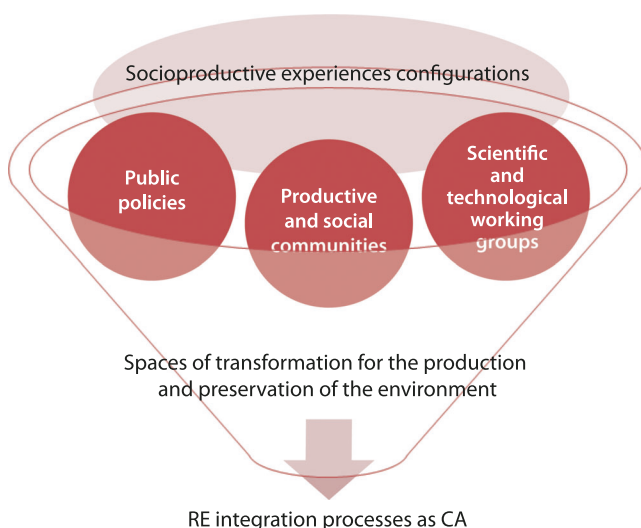 Socioproductive experiences configurations
Public
policies
Productive
and social
communities
Scientific
and
technological
working
groups
Spaces of transformation for the production
and preservation of the environment
RE integration processes as CA